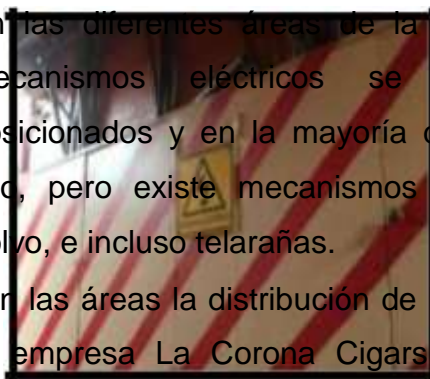 las diferentes áreas de la
ecanismos eléctricos se
sicionados y en la mayoría
pero existe mecanismos
lvo, e incluso telarañas.
las áreas la distribución de
empresa La Corona Cigars